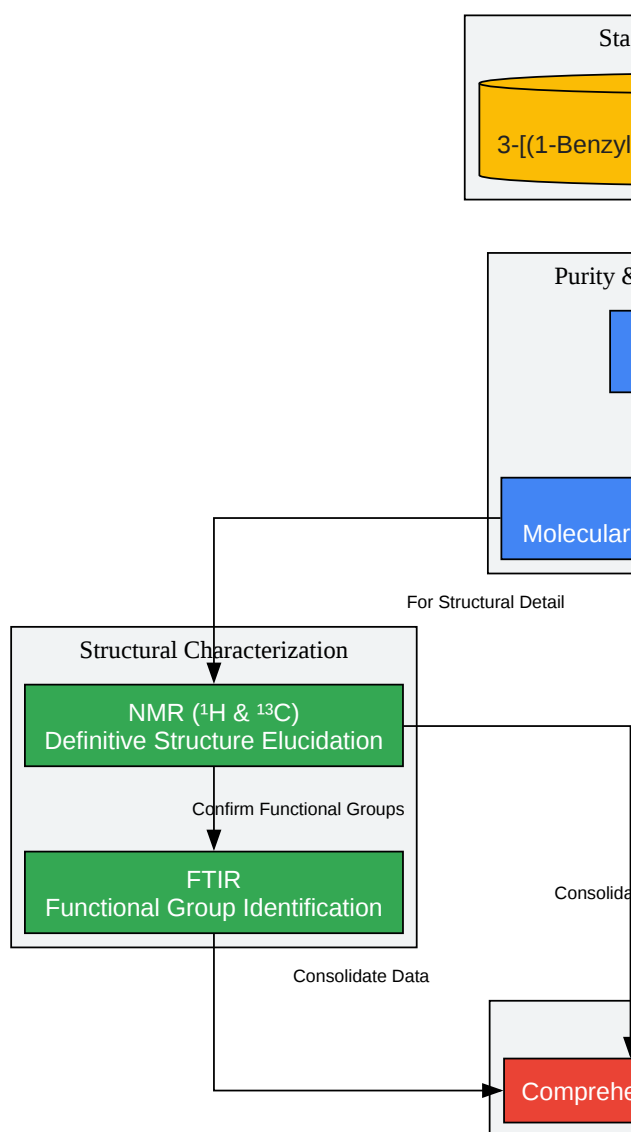 Sta
3-[(1-Benzyl
Purity &
Molecular
For Structural Detail
Structural Characterization
NMR (¹H & ¹³C)
Definitive Structure Elucidation
Confirm Functional Groups
FTIR
Functional Group Identification
Consolida
Consolidate Data
Comprehe